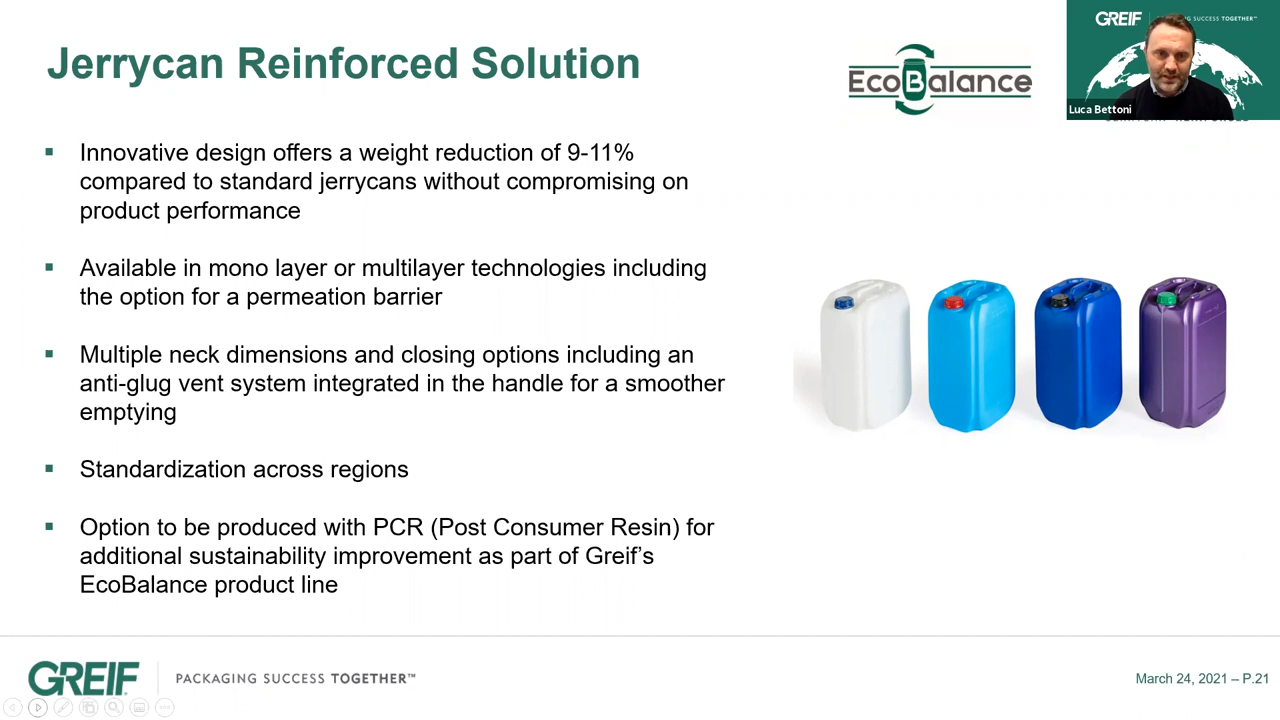 Jerrycan Reinforced Solution
EcoBalance
GREIF
SUCCESS TOGETHER™
Luca Bettoni
▪ Innovative design offers a weight reduction of 9-11%
compared to standard jerrycans without compromising on
product performance
▪ Available in mono layer or multilayer technologies including
the option for a permeation barrier
▪ Multiple neck dimensions and closing options including an
anti-glug vent system integrated in the handle for a smoother
emptying
▪ Standardization across regions
▪ Option to be produced with PCR (Post Consumer Resin) for
additional sustainability improvement as part of Greif’s
EcoBalance product line
GREIF
PACKAGING SUCCESS TOGETHER™
March 24, 2021 – P.21